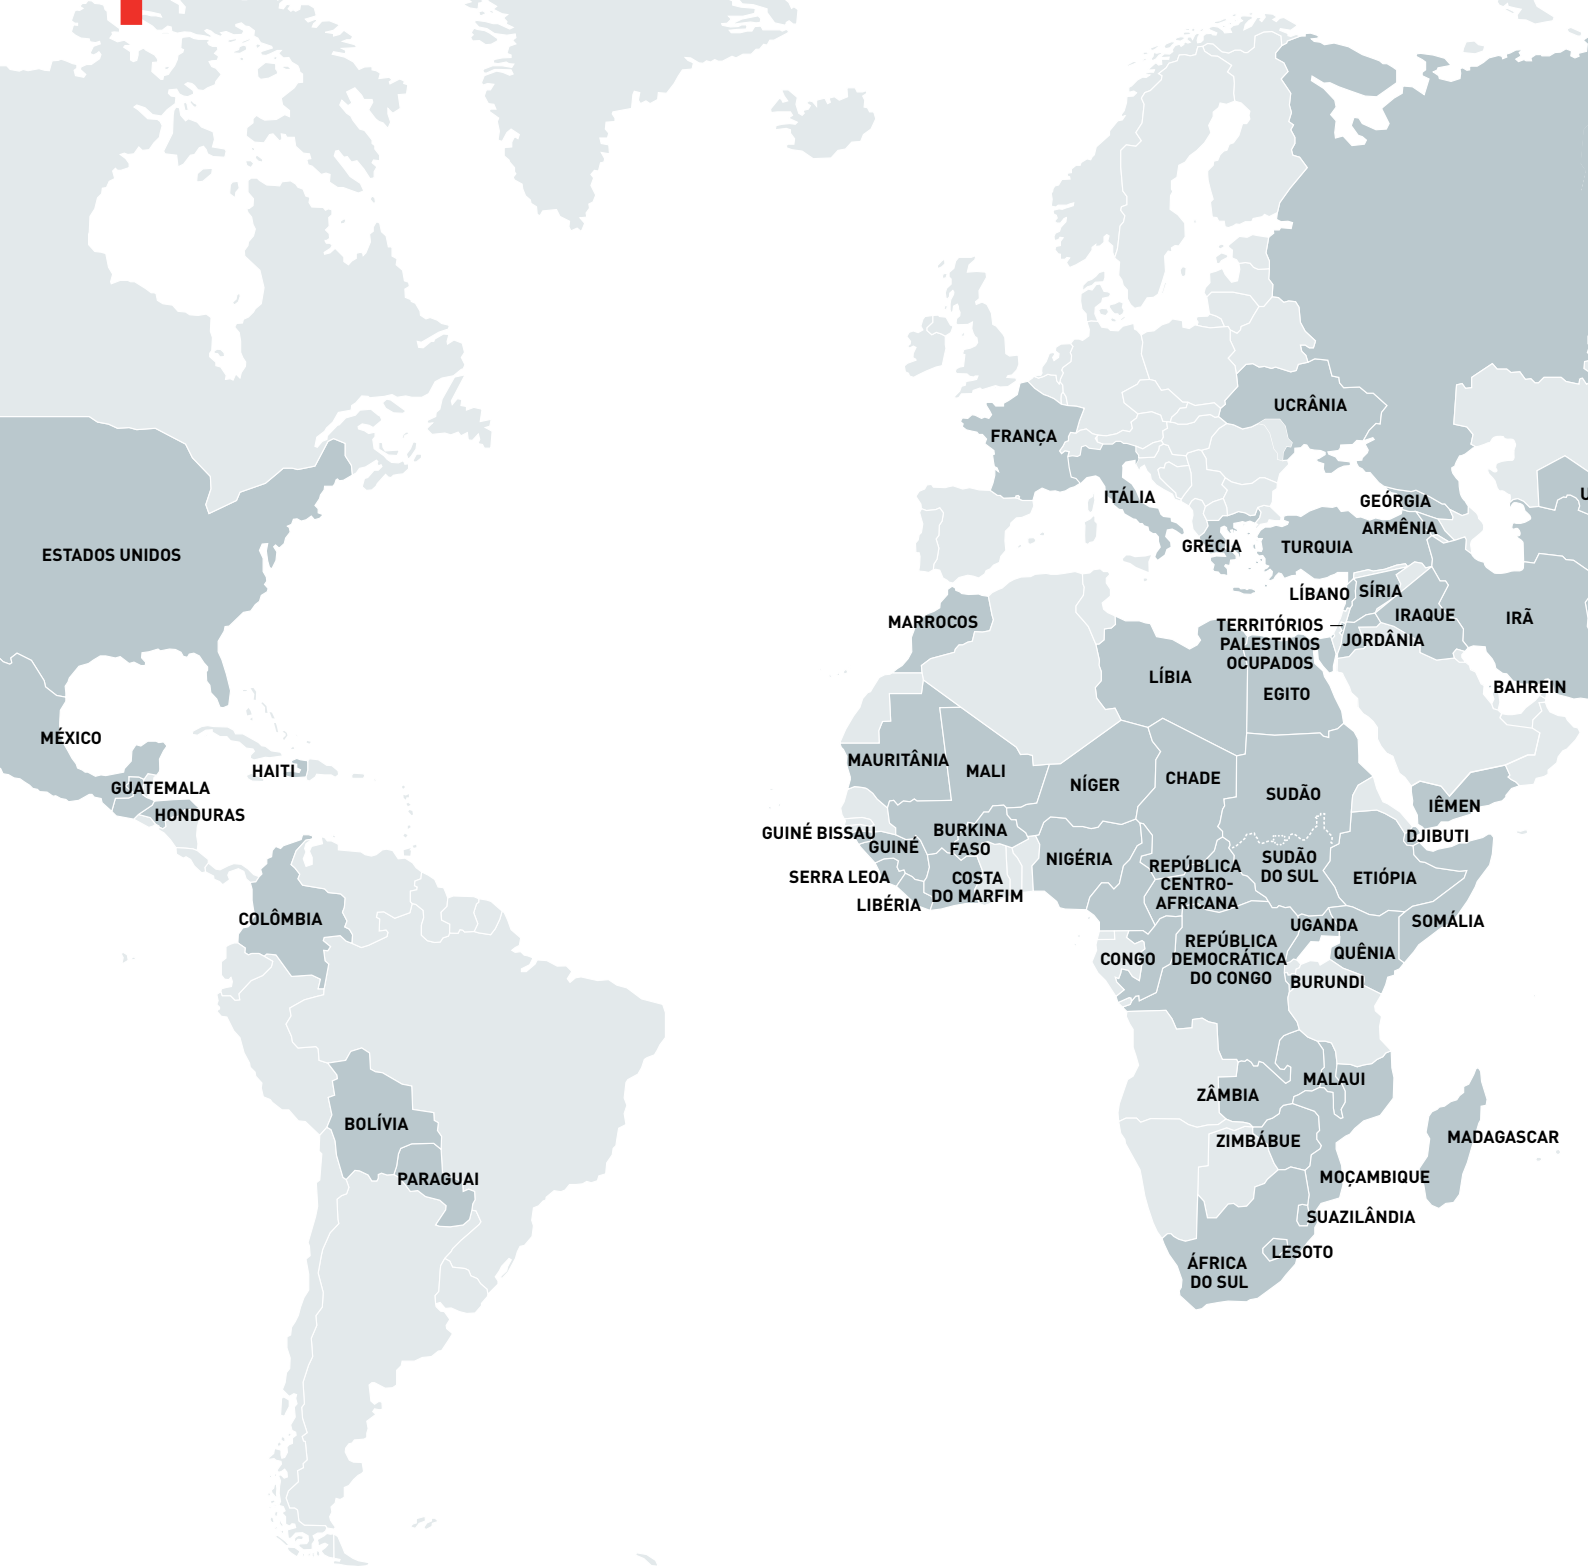 UCRÂNIA
FRANÇA
ITÁLIA
GEÓRGIA
U
ARMÊNIA
GRÉCIA
TURQUIA
ESTADOS UNIDOS
LÍBANO
SÍRIA
IRAQUE
IRÃ
MARROCOS
TERRITÓRIOS
PALESTINOS
OCUPADOS
JORDÂNIA
LÍBIA
EGITO
BAHREIN
MÉXICO
HAITI
GUATEMALA
HONDURAS
MAURITÂNIA
MALI
NÍGER
CHADE
SUDÃO
IÊMEN
GUINÉ BISSAU
GUINÉ
BURKINA
FASO
NIGÉRIA
DJIBUTI
SERRA LEOA
LIBÉRIA
COSTA
DO MARFIM
REPÚBLICA
CENTRO-
AFRICANA
SUDÃO
DO SUL
ETIÓPIA
COLÔMBIA
UGANDA
SOMÁLIA
CONGO
REPÚBLICA
DEMOCRÁTICA
DO CONGO
QUÊNIA
BURUNDI
MALAUI
ZÂMBIA
BOLÍVIA
ZIMBÁBUE
MADAGASCAR
PARAGUAI
MOÇAMBIQUE
SUAZILÂNDIA
LESOTO
ÁFRICA
DO SUL